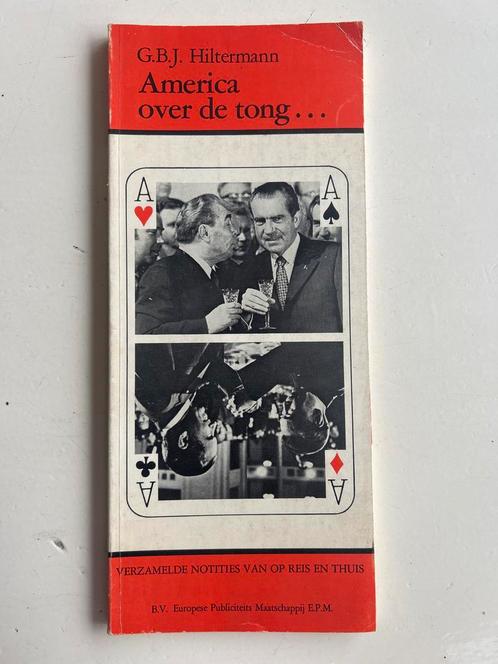 G.B.J. Hiltermann
America
over de tong...
A A
A A
VERZAMELDE NOTITIES VAN OP REIS EN THUIS
B.V. Europese Publiciteits Maatschappij E.P.M.